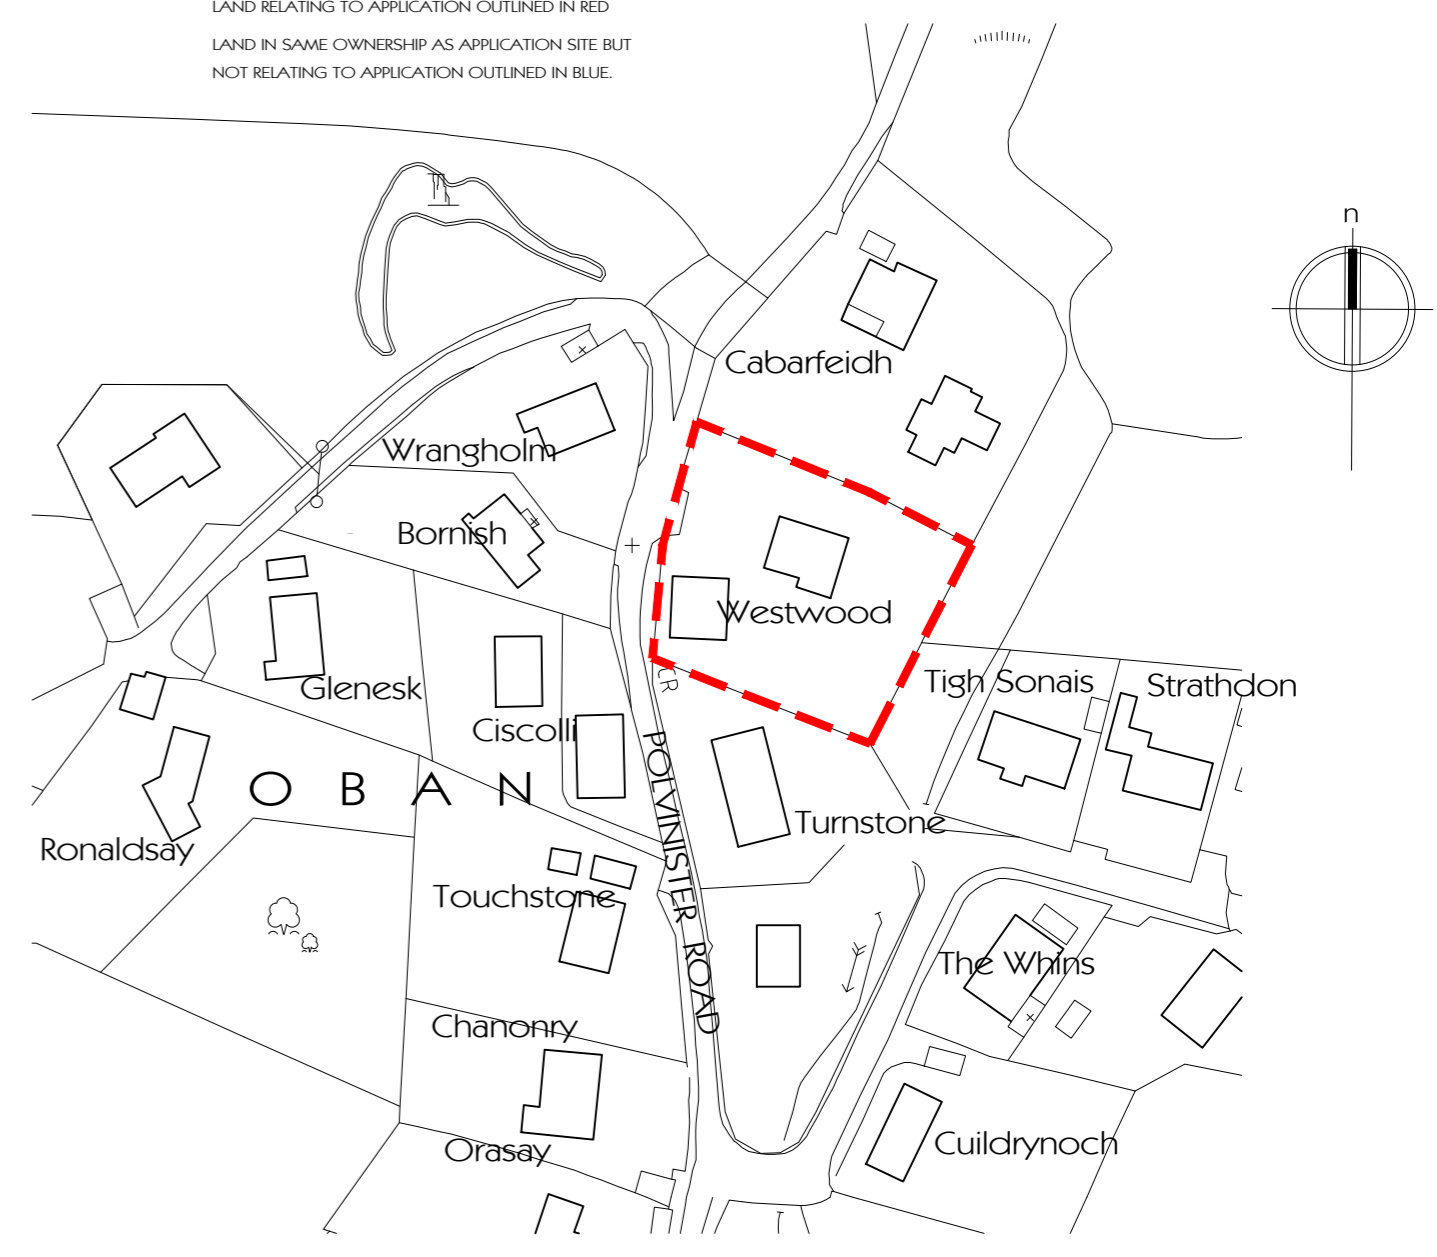 LAND RELATING TO APPLICATION OUTLINED IN RED
LAND IN SAME OWNERSHIP AS APPLICATION SITE BUT
NOT RELATING TO APPLICATION OUTLINED IN BLUE.
n
Cabarfeidh
Wrangholm
Bornish
Westwood
CR
Glenesk
Tigh Sonais
Strathdon
Ciscolli
OBAN
POLVINISTER ROAD
Turnstone
Ronaldsay
Touchstone
The Whins
Chanonry
Cuildrynoch
Orasay